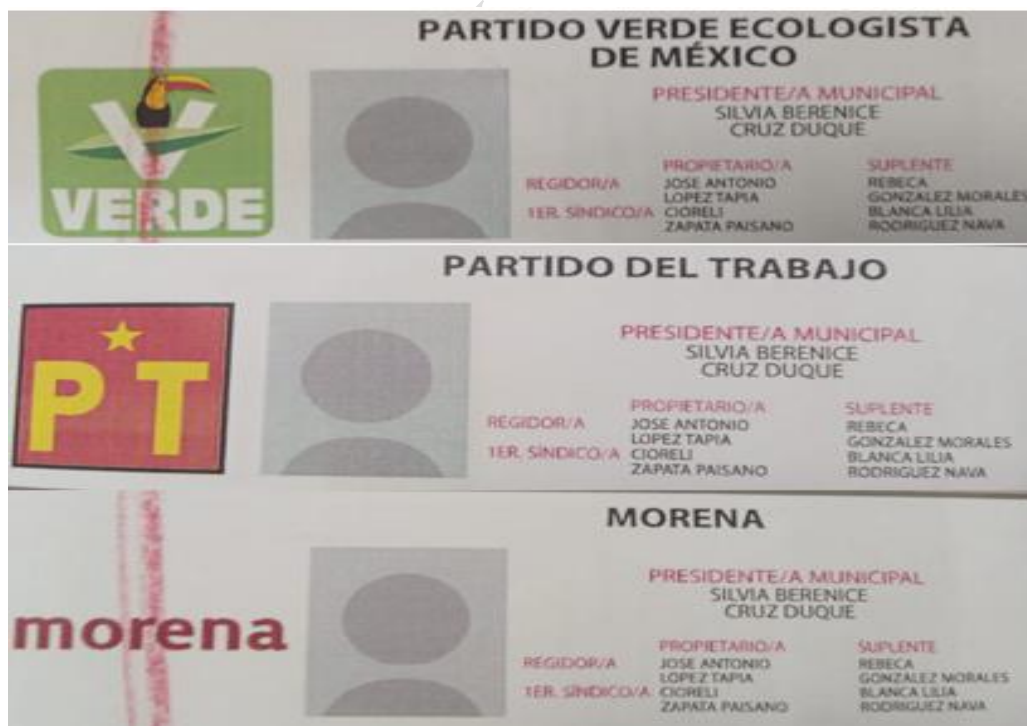 PARTIDO VERDE ECOLOGISTA
DE MÉXICO
VERDE
PRESIDENTE/A MUNICIPAL
SILVIA BERENICE
CRUZ DUQUE
PROPIETARIO/A SUPLENTE
REGIDOR/A JOSE ANTONIO REBECA
LOPEZ TAPIA GONZALEZ MORALES
1ER. SÍNDICO/A CIORELI BLANCA LILIA
ZAPATA PAISANO RODRIGUEZ NAVA
PARTIDO DEL TRABAJO
PT
PRESIDENTE/A MUNICIPAL
SILVIA BERENICE
CRUZ DUQUE
PROPIETARIO/A SUPLENTE
REGIDOR/A JOSE ANTONIO REBECA
LOPEZ TAPIA GONZALEZ MORALES
1ER. SÍNDICO/A CIORELI BLANCA LILIA
ZAPATA PAISANO RODRIGUEZ NAVA
MORENA
morena
PRESIDENTE/A MUNICIPAL
SILVIA BERENICE
CRUZ DUQUE
PROPIETARIO/A SUPLENTE
REGIDOR/A JOSE ANTONIO REBECA
LOPEZ TAPIA GONZALEZ MORALES
1ER. SÍNDICO/A CIORELI BLANCA LILIA
ZAPATA PAISANO RODRIGUEZ NAVA